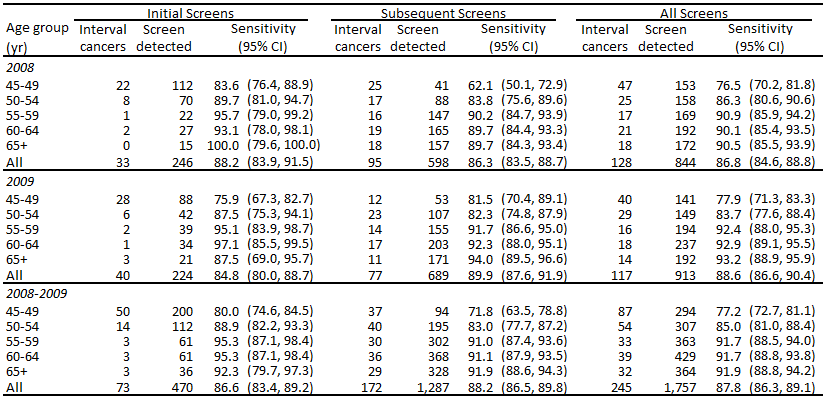 Initial Screens Subsequent Screens All Screens
Age group Interval Screen Sensitivity Interval Screen Sensitivity Interval Screen Sensitivity
(yr) cancers detected (95% CI) cancers detected (95% CI) cancers detected (95% CI)
2008
45-49 22 112 83.6 (76.4, 88.9) 25 41 62.1 (50.1, 72.9) 47 153 76.5 (70.2, 81.8)
50-54 8 70 89.7 (81.0, 94.7) 17 88 83.8 (75.6, 89.6) 25 158 86.3 (80.6, 90.6)
55-59 1 22 95.7 (79.0, 99.2) 16 147 90.2 (84.7, 93.9) 17 169 90.9 (85.9, 94.2)
60-64 2 27 93.1 (78.0, 98.1) 19 165 89.7 (84.4, 93.3) 21 192 90.1 (85.4, 93.5)
65+ 0 15 100.0 (79.6, 100.0) 18 157 89.7 (84.3, 93.4) 18 172 90.5 (85.5, 93.9)
All 33 246 88.2 (83.9, 91.5) 95 598 86.3 (83.5, 88.7) 128 844 86.8 (84.6, 88.8)
2009
45-49 28 88 75.9 (67.3, 82.7) 12 53 81.5 (70.4, 89.1) 40 141 77.9 (71.3, 83.3)
50-54 6 42 87.5 (75.3, 94.1) 23 107 82.3 (74.8, 87.9) 29 149 83.7 (77.6, 88.4)
55-59 2 39 95.1 (83.9, 98.7) 14 155 91.7 (86.6, 95.0) 16 194 92.4 (88.0, 95.3)
60-64 1 34 97.1 (85.5, 99.5) 17 203 92.3 (88.0, 95.1) 18 237 92.9 (89.1, 95.5)
65+ 3 21 87.5 (69.0, 95.7) 11 171 94.0 (89.5, 96.6) 14 192 93.2 (88.9, 95.9)
All 40 224 84.8 (80.0, 88.7) 77 689 89.9 (87.6, 91.9) 117 913 88.6 (86.6, 90.4)
2008-2009
45-49 50 200 80.0 (74.6, 84.5) 37 94 71.8 (63.5, 78.8) 87 294 77.2 (72.7, 81.1)
50-54 14 112 88.9 (82.2, 93.3) 40 195 83.0 (77.7, 87.2) 54 307 85.0 (81.0, 88.4)
55-59 3 61 95.3 (87.1, 98.4) 30 302 91.0 (87.4, 93.6) 33 363 91.7 (88.5, 94.0)
60-64 3 61 95.3 (87.1, 98.4) 36 368 91.1 (87.9, 93.5) 39 429 91.7 (88.8, 93.8)
65+ 3 36 92.3 (79.7, 97.3) 29 328 91.9 (88.6, 94.3) 32 364 91.9 (88.8, 94.2)
All 73 470 86.6 (83.4, 89.2) 172 1,287 88.2 (86.5, 89.8) 245 1,757 87.8 (86.3, 89.1)